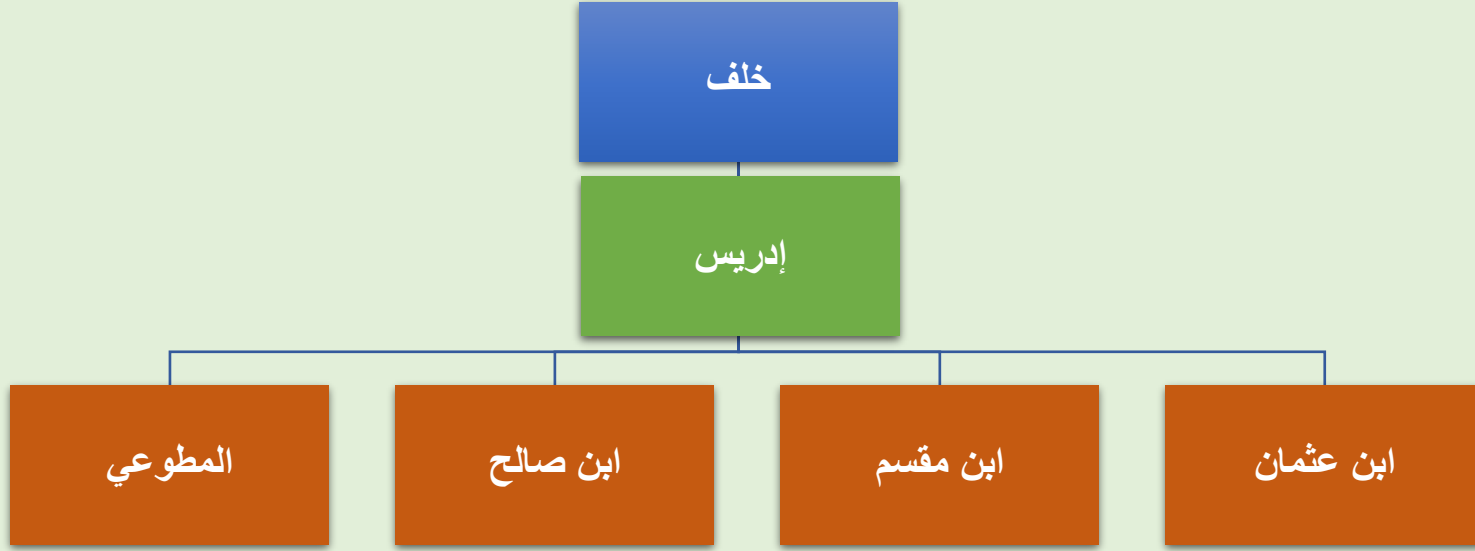 خلف
إدريس
ابن عثمان
ابن مقسم
ابن صالح
المطوعي